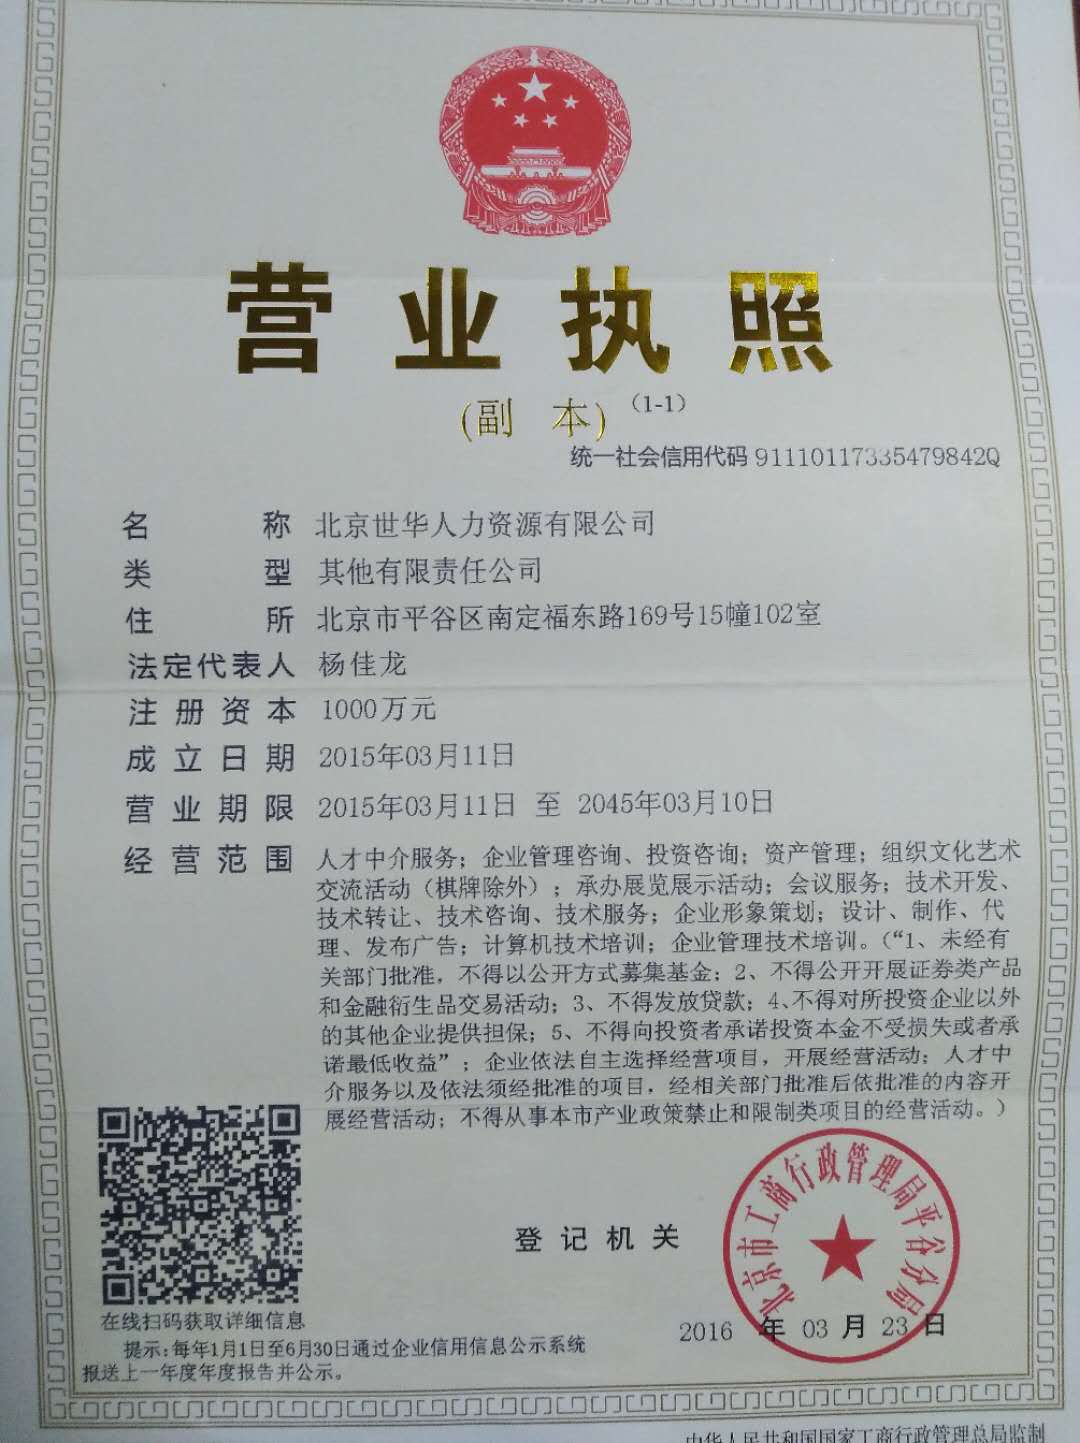 营业执照
(副 本) (1-1)
统一社会信用代码 91110117335479842Q
名 称 北京世华人力资源有限公司
类 型 其他有限责任公司
住 所 北京市平谷区南定福东路169号15幢102室
法定代表人 杨佳龙
注册资本 1000万元
成立日期 2015年03月11日
营业期限 2015年03月11日 至 2045年03月10日
经营范围 人才中介服务；企业管理咨询、投资咨询；资产管理；组织文化艺术
交流活动（棋牌除外）；承办展览展示活动；会议服务；技术开发、
技术转让、技术咨询、技术服务；企业形象策划；设计、制作、代
理、发布广告；计算机技术培训；企业管理技术培训。（“1、未经有
关部门批准，不得以公开方式募集基金；2、不得公开开展证券类产品
和金融衍生品交易活动；3、不得发放贷款；4、不得对所投资企业以外
的其他企业提供担保；5、不得向投资者承诺投资本金不受损失或者承
诺最低收益”；企业依法自主选择经营项目，开展经营活动；人才中
介服务以及依法须经批准的项目，经相关部门批准后依批准的内容开
展经营活动；不得从事本市产业政策禁止和限制类项目的经营活动。）
登记机关
北京市工商行政管理局平谷分局
2016 年 03 月 23 日
在线扫码获取详细信息
提示:每年1月1日至6月30日通过企业信用信息公示系统
报送上一年度年度报告并公示。
中华人民共和国国家工商行政管理总局监制